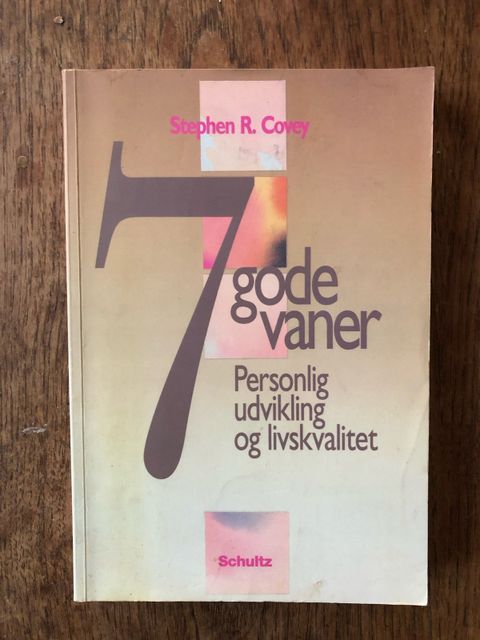 Stephen R. Covey
7 gode
vaner
Personlig
udvikling
og livskvalitet
Schultz